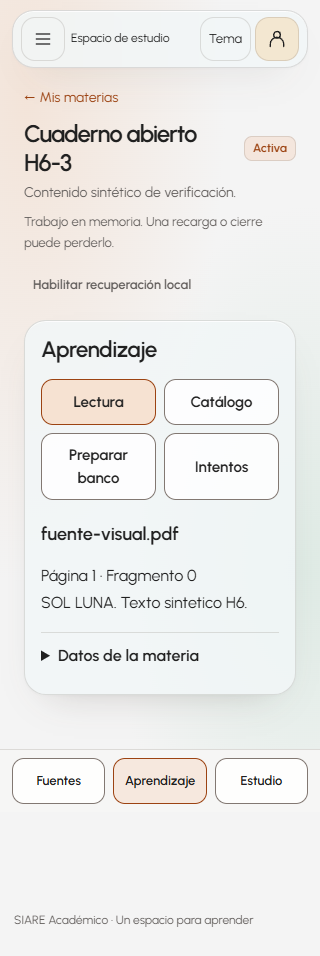 Espacio de estudio
Tema
← Mis materias
Cuaderno abierto
H6-3
Activa
Contenido sintético de verificación.
Trabajo en memoria. Una recarga o cierre
puede perderlo.
Habilitar recuperación local
Aprendizaje
Lectura
Catálogo
Preparar
banco
Intentos
fuente-visual.pdf
Página 1 · Fragmento 0
SOL LUNA. Texto sintetico H6.
Datos de la materia
Fuentes
Aprendizaje
Estudio
SIARE Académico · Un espacio para aprender